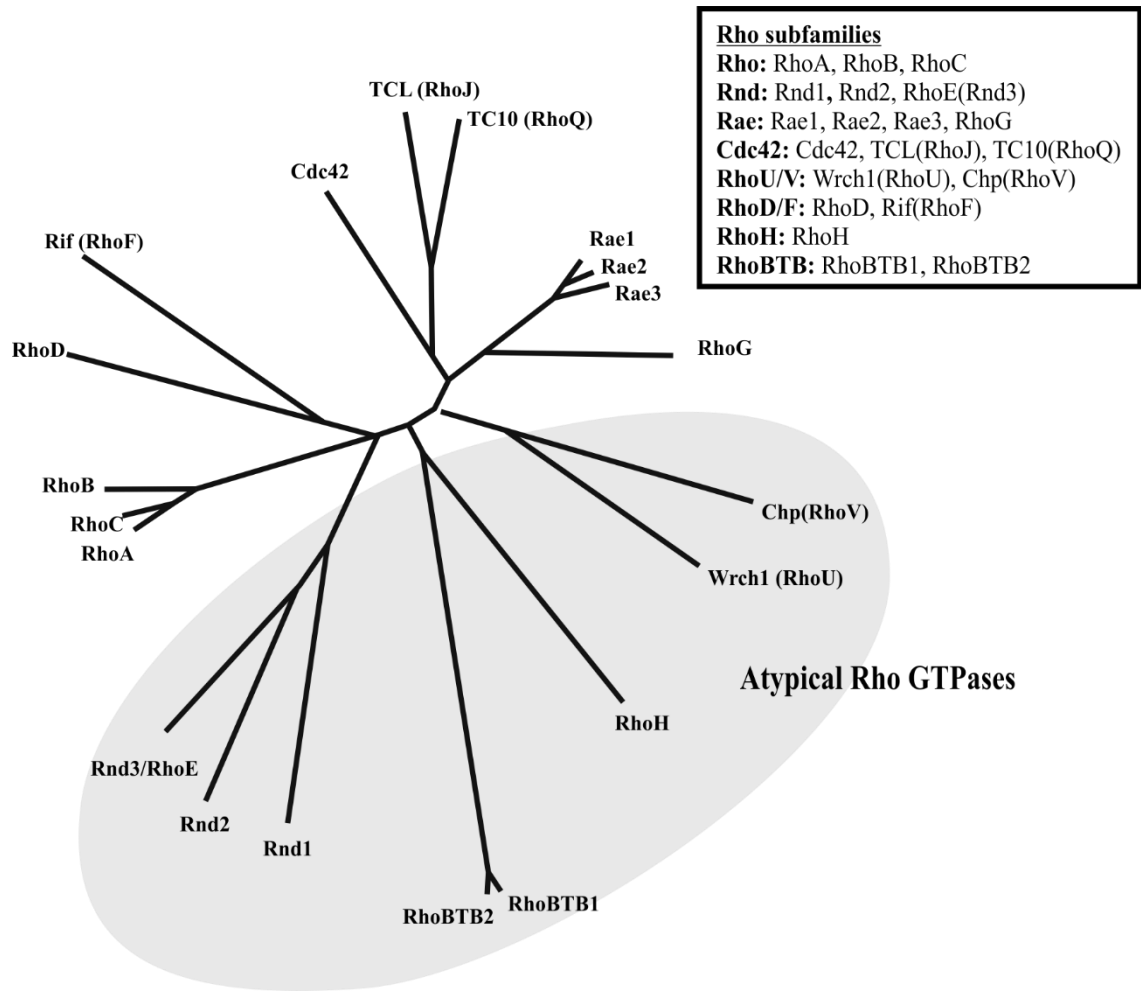 Rho subfamilies
Rho: RhoA, RhoB, RhoC
Rnd: Rnd1, Rnd2, RhoE(Rnd3)
Rae: Rae1, Rae2, Rae3, RhoG
Cdc42: Cdc42, TCL(RhoJ), TC10(RhoQ)
RhoU/V: Wrch1(RhoU), Chp(RhoV)
RhoD/F: RhoD, Rif(RhoF)
RhoH: RhoH
RhoBTB: RhoBTB1, RhoBTB2
TCL (RhoJ)
TC10 (RhoQ)
Cdc42
Rif (RhoF)
Rae1
Rae2
Rae3
RhoD
RhoG
RhoB
RhoC
RhoA
Chp(RhoV)
Wrch1 (RhoU)
Atypical Rho GTPases
RhoH
Rnd3/RhoE
Rnd2
Rnd1
RhoBTB2
RhoBTB1